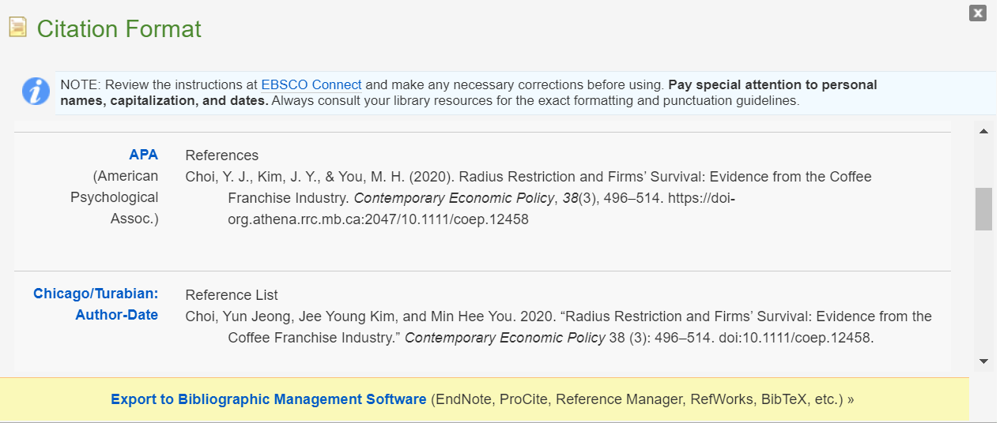 Citation Format
NOTE: Review the instructions at EBSCO Connect and make any necessary corrections before using. Pay special attention to personal
names, capitalization, and dates. Always consult your library resources for the exact formatting and punctuation guidelines.
APA
(American
Psychological
Assoc.)
References
Choi, Y. J., Kim, J. Y., & You, M. H. (2020). Radius Restriction and Firms’ Survival: Evidence from the Coffee
Franchise Industry. Contemporary Economic Policy, 38(3), 496–514. https://doi-
org.athena.rrc.mb.ca:2047/10.1111/coep.12458
Chicago/Turabian:
Author-Date
Reference List
Choi, Yun Jeong, Jee Young Kim, and Min Hee You. 2020. “Radius Restriction and Firms’ Survival: Evidence from the
Coffee Franchise Industry.” Contemporary Economic Policy 38 (3): 496–514. doi:10.1111/coep.12458.
Export to Bibliographic Management Software (EndNote, ProCite, Reference Manager, RefWorks, BibTeX, etc.) »